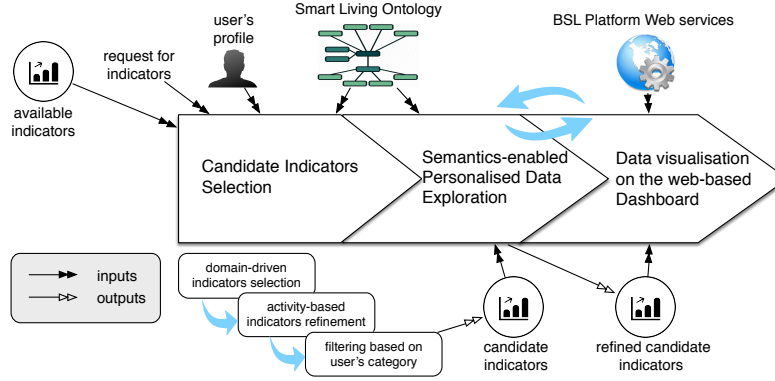 Smart Living Ontology
BSL Platform Web services
user's
profile
request for
indicators
available
indicators
Candidate Indicators
Selection
Semantics-enabled
Personalised Data
Exploration
Data visualisation
on the web-based
Dashboard
inputs
outputs
domain-driven
indicators selection
activity-based
indicators refinement
filtering based on
user's category
candidate
indicators
refined candidate
indicators